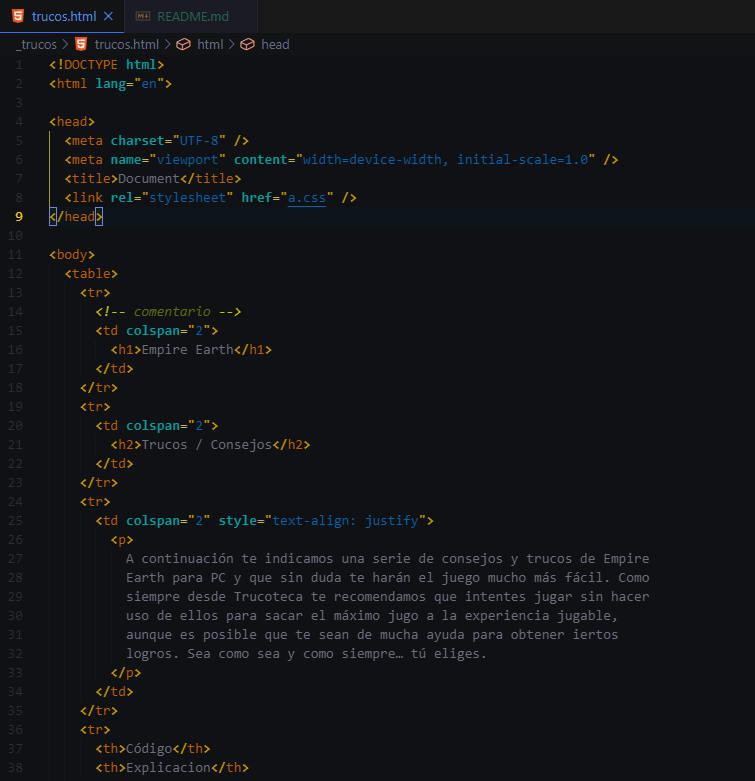 trucos.html
README.md
_trucos > trucos.html > html > head
1 <!DOCTYPE html>
2 <html lang="en">
3
4 <head>
5 <meta charset="UTF-8" />
6 <meta name="viewport" content="width=device-width, initial-scale=1.0" />
7 <title>Document</title>
8 <link rel="stylesheet" href="a.css" />
9 </head>
10
11 <body>
12 <table>
13 <tr>
14 <!-- comentario -->
15 <td colspan="2">
16 <h1>Empire Earth</h1>
17 </td>
18 </tr>
19 <tr>
20 <td colspan="2">
21 <h2>Trucos / Consejos</h2>
22 </td>
23 </tr>
24 <tr>
25 <td colspan="2" style="text-align: justify">
26 <p>
27 A continuación te indicamos una serie de consejos y trucos de Empire
28 Earth para PC y que sin duda te harán el juego mucho más fácil. Como
29 siempre desde Trucoteca te recomendamos que intentes jugar sin hacer
30 uso de ellos para sacar el máximo jugo a la experiencia jugable,
31 aunque es posible que te sean de mucha ayuda para obtener iertos
32 logros. Sea como sea y como siempre… tú eliges.
33 </p>
34 </td>
35 </tr>
36 <tr>
37 <th>Código</th>
38 <th>Explicacion</th>